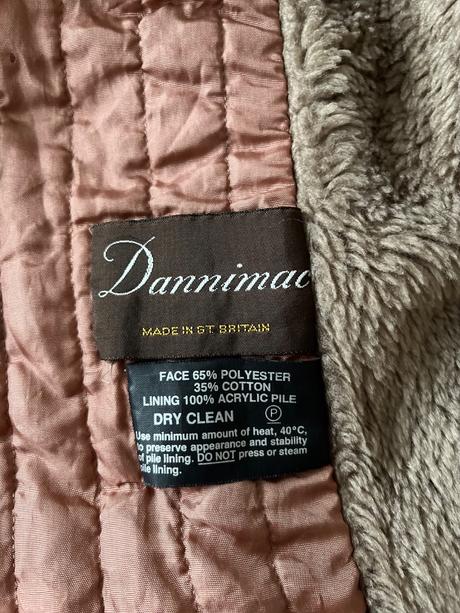 Dannimac
MADE IN GT. BRITAIN
FACE 65% POLYESTER
35% COTTON
LINING 100% ACRYLIC PILE
DRY CLEAN P
Use minimum amount of heat, 40°C,
to preserve appearance and stability
of pile lining. DO NOT press or steam
pile lining.